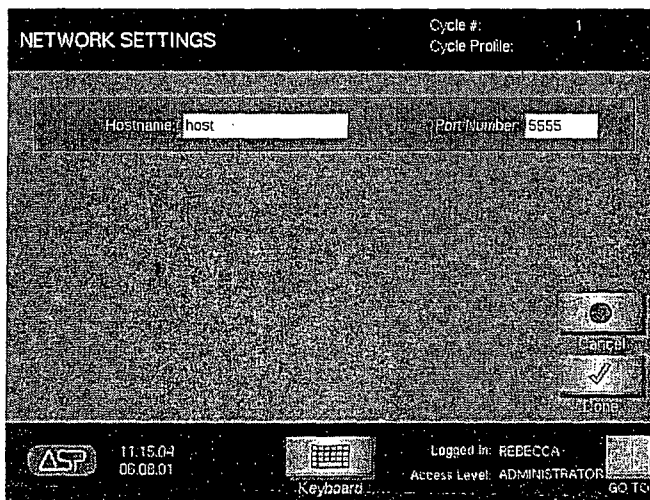 NETWORK SETTINGS
Cycle #: 1
Cycle Profile:
Hostname: host
Port Number 5555
Cancel
Done
ASP
11.15.04
06.08.01
Keyboard
Logged In: REBECCA
Access Level: ADMINISTRATOR
GO TO